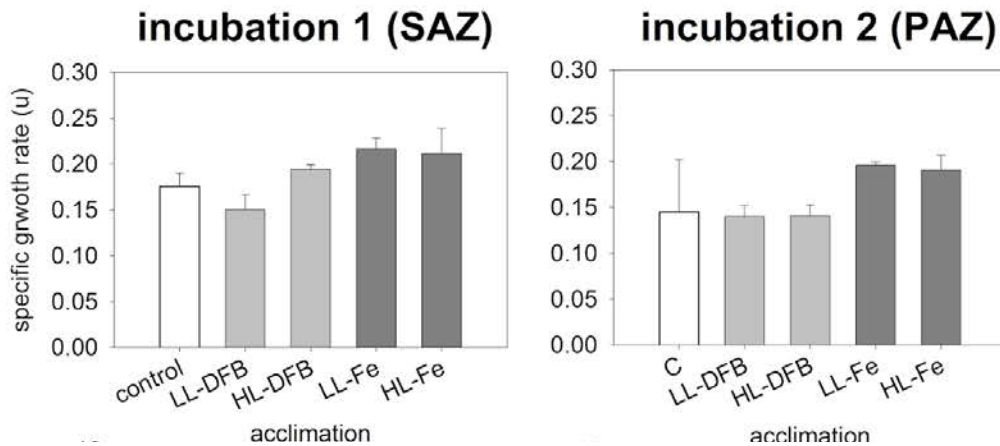 incubation 1 (SAZ)
specific grwoth rate (u)
0.30
0.25
0.20
0.15
0.10
0.05
0.00
control
LL-DFB
HL-DFB
LL-Fe
HL-Fe
acclimation
incubation 2 (PAZ)
0.30
0.25
0.20
0.15
0.10
0.05
0.00
C
LL-DFB
HL-DFB
LL-Fe
HL-Fe
acclimation